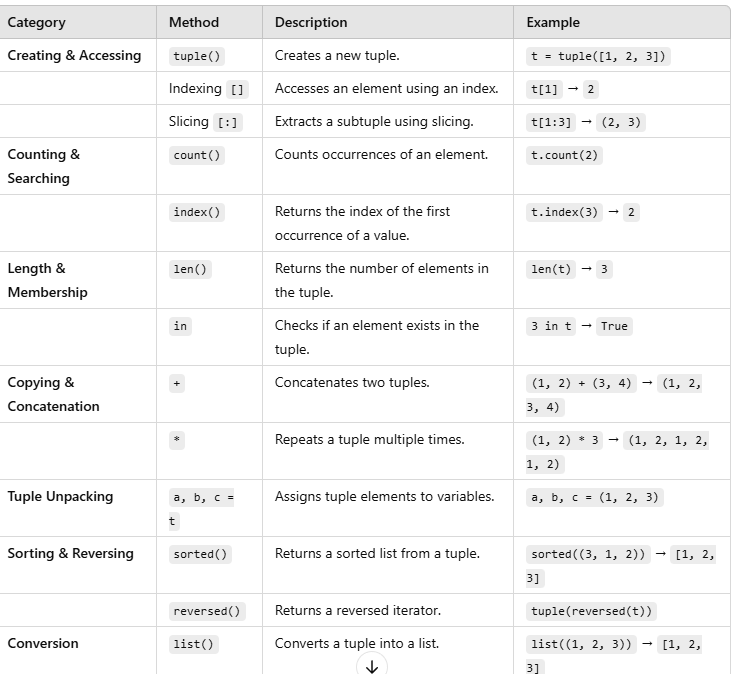 Category Method Description Example
Creating & Accessing tuple() Creates a new tuple. t = tuple([1, 2, 3])
Indexing [] Accesses an element using an index. t[1] → 2
Slicing [:] Extracts a subtuple using slicing. t[1:3] → (2, 3)
Counting & count() Counts occurrences of an element. t.count(2)
Searching
index() Returns the index of the first t.index(3) → 2
occurrence of a value.
Length & len() Returns the number of elements in len(t) → 3
Membership the tuple.
in Checks if an element exists in the 3 in t → True
tuple.
Copying & + Concatenates two tuples. (1, 2) + (3, 4) → (1, 2,
Concatenation 3, 4)
* Repeats a tuple multiple times. (1, 2) * 3 → (1, 2, 1, 2,
1, 2)
Tuple Unpacking a, b, c = Assigns tuple elements to variables. a, b, c = (1, 2, 3)
t
Sorting & Reversing sorted() Returns a sorted list from a tuple. sorted((3, 1, 2)) → [1, 2,
3]
reversed() Returns a reversed iterator. tuple(reversed(t))
Conversion list() Converts a tuple into a list. list((1, 2, 3)) → [1, 2,
3]